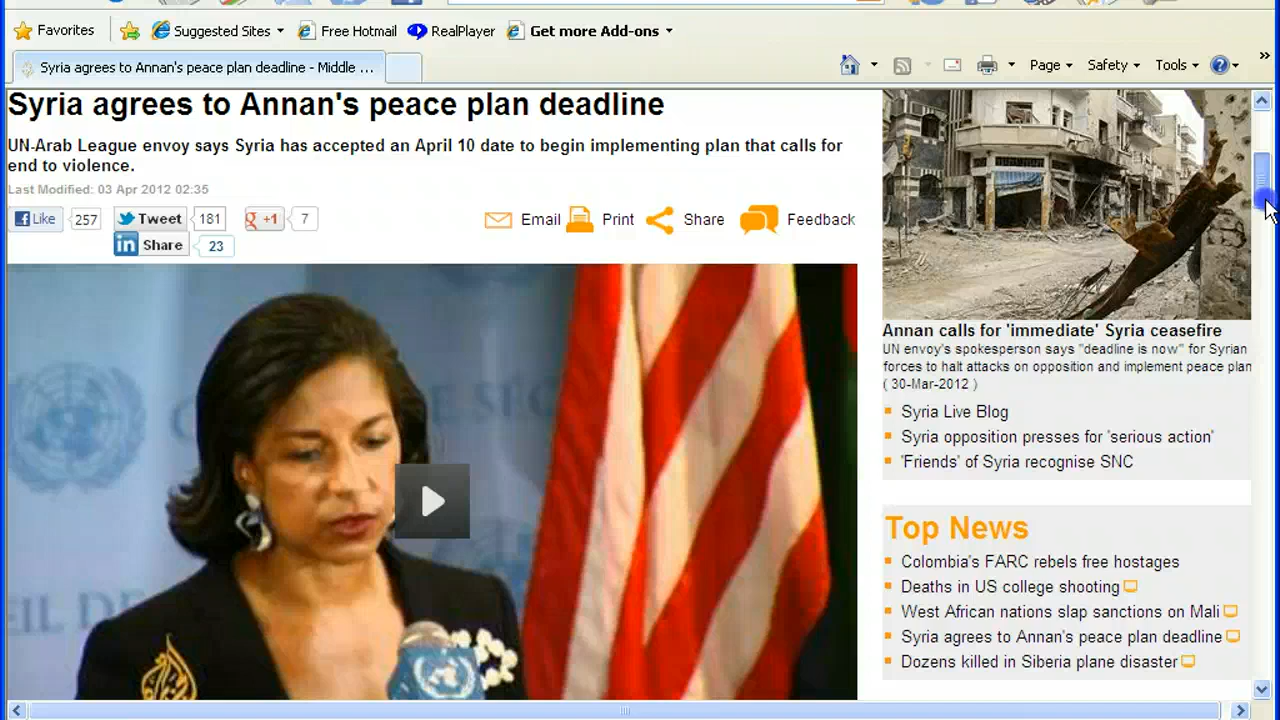 Favorites
Suggested Sites
Free Hotmail
RealPlayer
Get more Add-ons
Syria agrees to Annan's peace plan deadline - Middle ...
Page
Safety
Tools
Syria agrees to Annan's peace plan deadline
UN-Arab League envoy says Syria has accepted an April 10 date to begin implementing plan that calls for
end to violence.
Last Modified: 03 Apr 2012 02:35
Like
257
Tweet
181
+1
7
Email
Print
Share
Feedback
Share
23
EIL DE
Annan calls for 'immediate' Syria ceasefire
UN envoy's spokesperson says "deadline is now" for Syrian
forces to halt attacks on opposition and implement peace plan
( 30-Mar-2012 )
Syria Live Blog
Syria opposition presses for 'serious action'
'Friends' of Syria recognise SNC
Top News
Colombia's FARC rebels free hostages
Deaths in US college shooting
West African nations slap sanctions on Mali
Syria agrees to Annan's peace plan deadline
Dozens killed in Siberia plane disaster